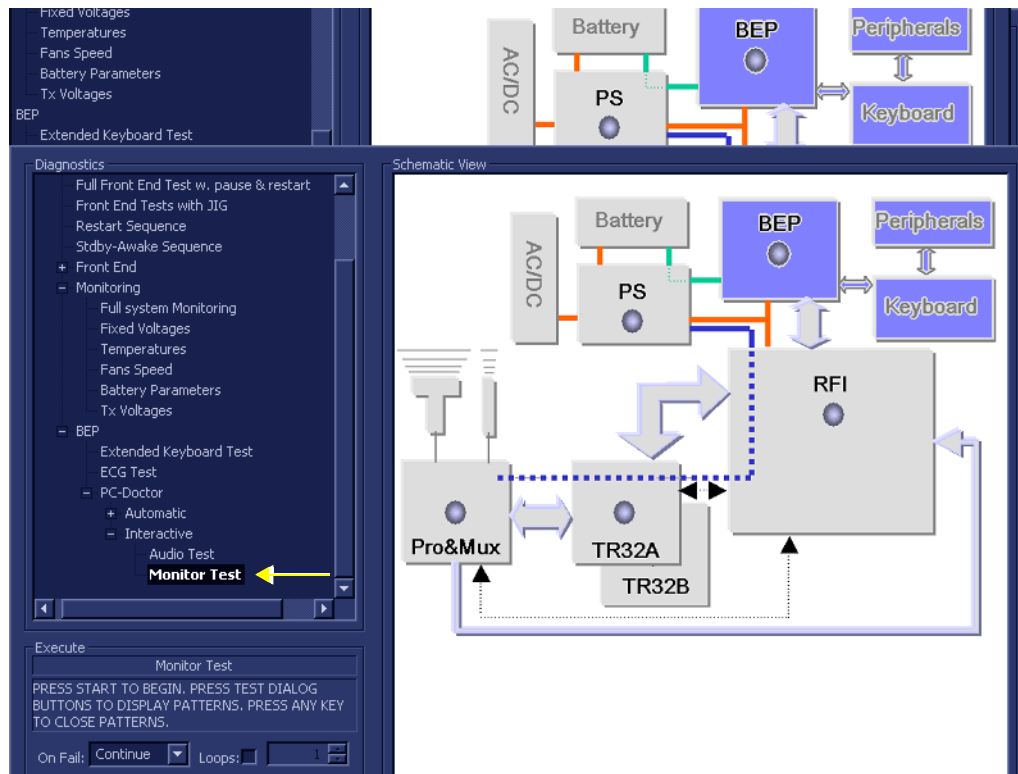 Fixed Voltages
Temperatures
Fans Speed
Battery Parameters
Tx Voltages
BEP
Extended Keyboard Test
AC/DC
Battery
PS
BEP
Peripherals
Keyboard
Diagnostics
Full Front End Test w. pause & restart
Front End Tests with JIG
Restart Sequence
Stdby-Awake Sequence
Front End
Monitoring
Full system Monitoring
Fixed Voltages
Temperatures
Fans Speed
Battery Parameters
Tx Voltages
BEP
Extended Keyboard Test
ECG Test
PC-Doctor
Automatic
Interactive
Audio Test
Monitor Test
Execute
Monitor Test
PRESS START TO BEGIN. PRESS TEST DIALOG
BUTTONS TO DISPLAY PATTERNS. PRESS ANY KEY
TO CLOSE PATTERNS.
On Fail: Continue Loops: 1
Schematic View
AC/DC
Battery
PS
BEP
Peripherals
Keyboard
RFI
Pro&Mux
TR32A
TR32B